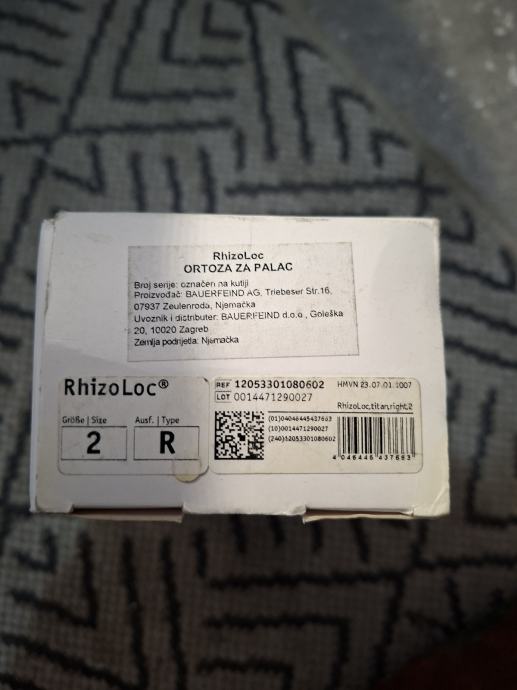 RhizoLoc
ORTOZA ZA PALAC
Broj serije: označen na kutiji
Proizvođač: BAUERFEIND AG, Triebeser Str.16,
07937 Zeulenroda, Njemačka
Uvoznik i distributer: BAUERFEIND d.o.o., Goleška
20, 10020 Zagreb
Zemlja podrijetla: Njemačka
RhizoLoc®
Größe | Size
2
Ausf. | Type
R
REF 12053301080602
LOT 0014471290027
HMVN 23.07.01.1007
RhizoLoc,titan,right,2
(01)04046445437663
(10)0014471290027
(240)12053301080602
4 046445 437663